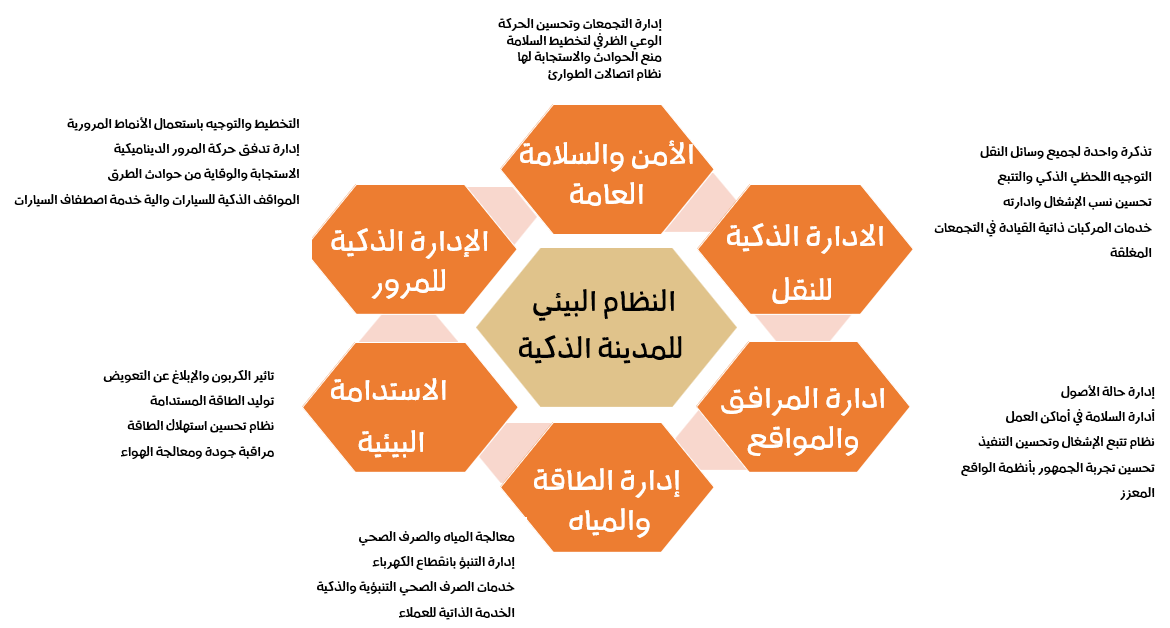 إدارة التجمعات وتحسين الحركة
الوعي الظرفي لتخطيط السلامة
منع الحوادث والاستجابة لها
نظام اتصالات الطوارئ
الأمن والسلامة
العامة
تذكرة واحدة لجميع وسائل النقل
التوجيه اللحظي الذكي والتتبع
تحسين نسب الإشغال وادارته
خدمات المركبات ذاتية القيادة في التجمعات
المغلقة
الادارة الذكية
للنقل
التخطيط والتوجيه باستعمال الأنماط المرورية
إدارة تدفق حركة المرور الديناميكية
الاستجابة والوقاية من حوادث الطرق
المواقف الذكية للسيارات والية خدمة اصطفاف السيارات
الإدارة الذكية
للمرور
النظام البيئي
للمدينة الذكية
إدارة حالة الأصول
أدارة السلامة في أماكن العمل
نظام تتبع الإشغال وتحسين التنفيذ
تحسين تجربة الجمهور بأنظمة الواقع
المعزز
ادارة المرافق
والمواقع
تاثير الكربون والإبلاغ عن التعويض
توليد الطاقة المستدامة
نظام تحسين استهلاك الطاقة
مراقبة جودة ومعالجة الهواء
الاستدامة
البيئية
إدارة الطاقة
والمياه
معالجة المياه والصرف الصحي
إدارة التنبؤ بانقطاع الكهرباء
خدمات الصرف الصحي التنبؤية والذكية
الخدمة الذاتية للعملاء